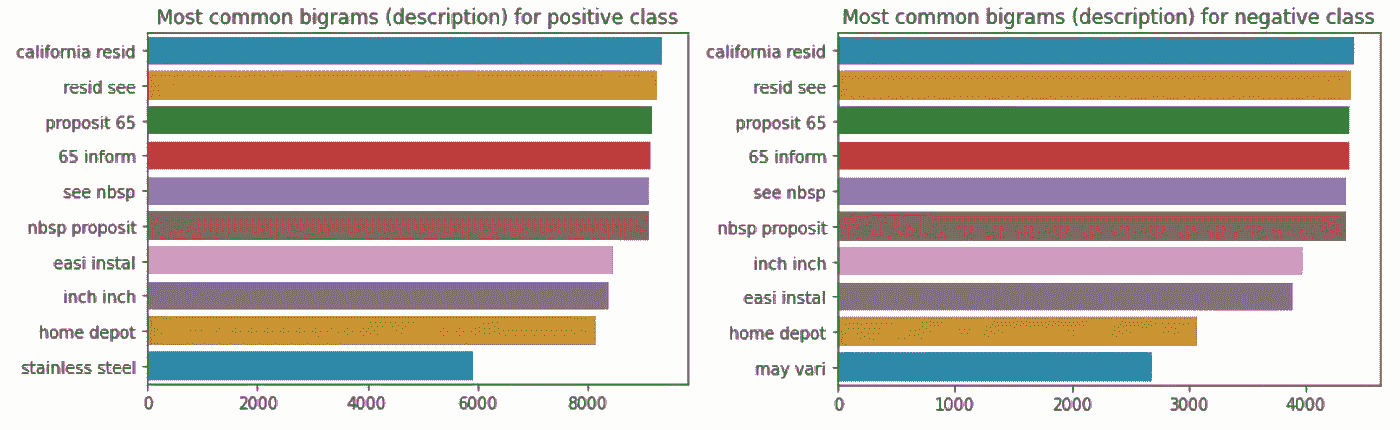 Most common bigrams (description) for positive class
california resid
resid see
proposit 65
65 inform
see nbsp
nbsp proposit
easi instal
inch inch
home depot
stainless steel
0 2000 4000 6000 8000
Most common bigrams (description) for negative class
california resid
resid see
proposit 65
65 inform
see nbsp
nbsp proposit
inch inch
easi instal
home depot
may vari
0 1000 2000 3000 4000